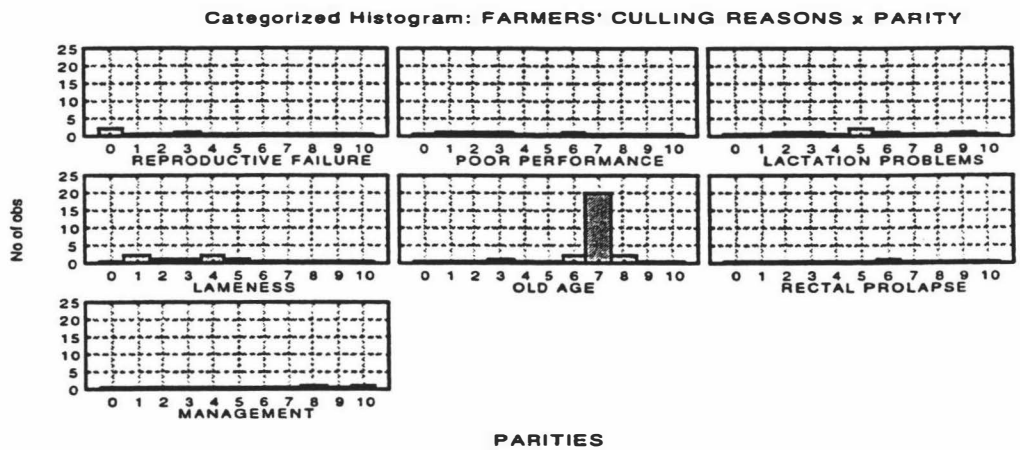 Categorized Histogram: FARMERS' CULLING REASONS x PARITY
No of obs
25
20
15
10
5
0
0 1 2 3 4 5 6 7 8 9 10
REPRODUCTIVE FAILURE
0 1 2 3 4 5 6 7 8 9 10
POOR PERFORMANCE
0 1 2 3 4 5 6 7 8 9 10
LACTATION PROBLEMS
25
20
15
10
5
0
0 1 2 3 4 5 6 7 8 9 10
LAMENESS
0 1 2 3 4 5 6 7 8 9 10
OLD AGE
0 1 2 3 4 5 6 7 8 9 10
RECTAL PROLAPSE
25
20
15
10
5
0
0 1 2 3 4 5 6 7 8 9 10
MANAGEMENT
PARITIES